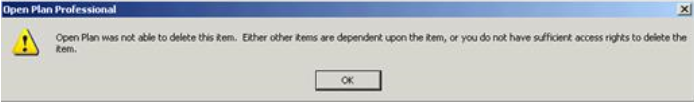 Open Plan Professional
Open Plan was not able to delete this item.  Either other items are dependent upon the item, or you do not have sufficient access rights to delete the
item.
OK